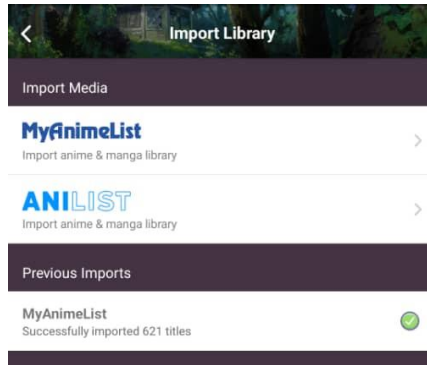 Import Library
Import Media
MyAnimeList
Import anime & manga library
ANILIST
Import anime & manga library
Previous Imports
MyAnimeList
Successfully imported 621 titles